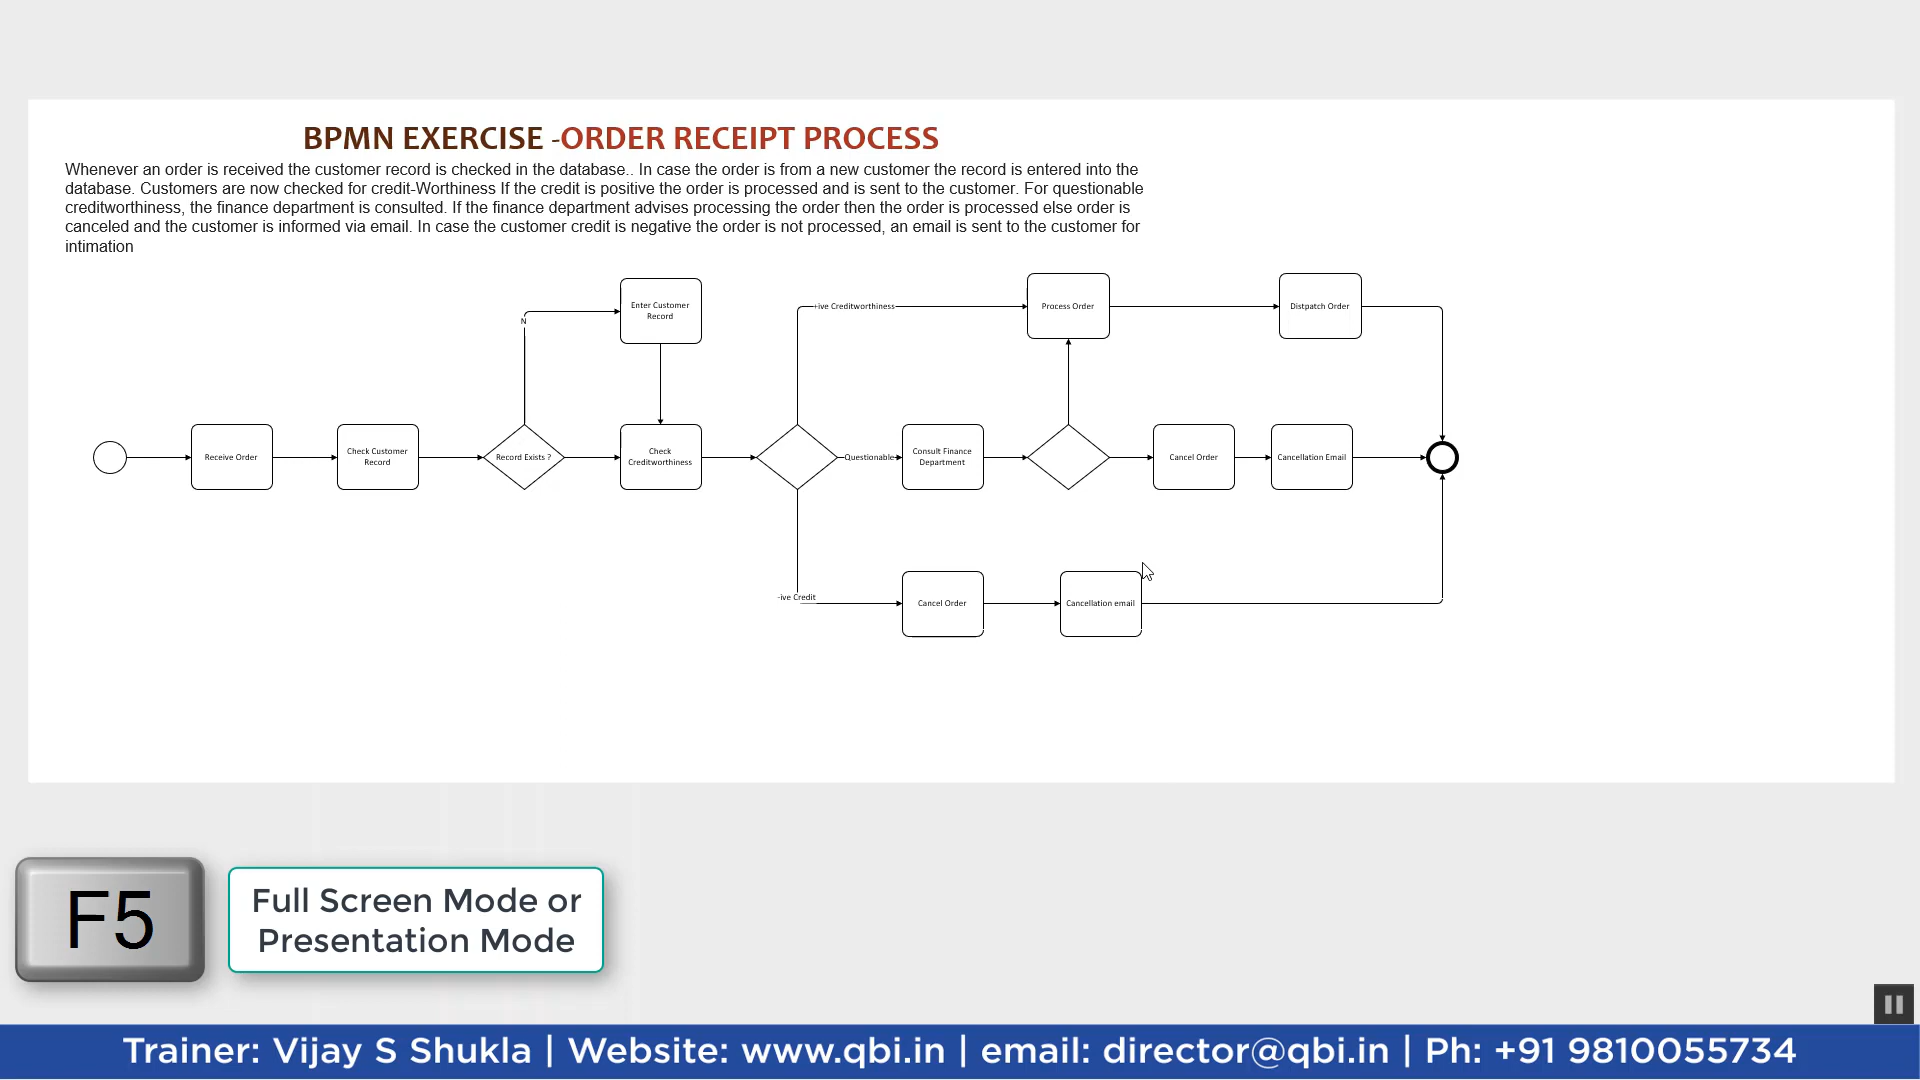 BPMN EXERCISE -ORDER RECEIPT PROCESS
Whenever an order is received the customer record is checked in the database.. In case the order is from a new customer the record is entered into the
database. Customers are now checked for credit-Worthiness If the credit is positive the order is processed and is sent to the customer. For questionable
creditworthiness, the finance department is consulted. If the finance department advises processing the order then the order is processed else order is
canceled and the customer is informed via email. In case the customer credit is negative the order is not processed, an email is sent to the customer for
intimation
Enter Customer
Record
N
+ive Creditworthiness
Process Order
Distpatch Order
Receive Order
Check Customer
Record
Record Exists ?
Check
Creditworthiness
Questionable
Consult Finance
Department
Cancel Order
Cancellation Email
-ive Credit
Cancel Order
Cancellation email
F5
Full Screen Mode or
Presentation Mode
Trainer: Vijay S Shukla | Website: www.qbi.in | email: director@qbi.in | Ph: +91 9810055734